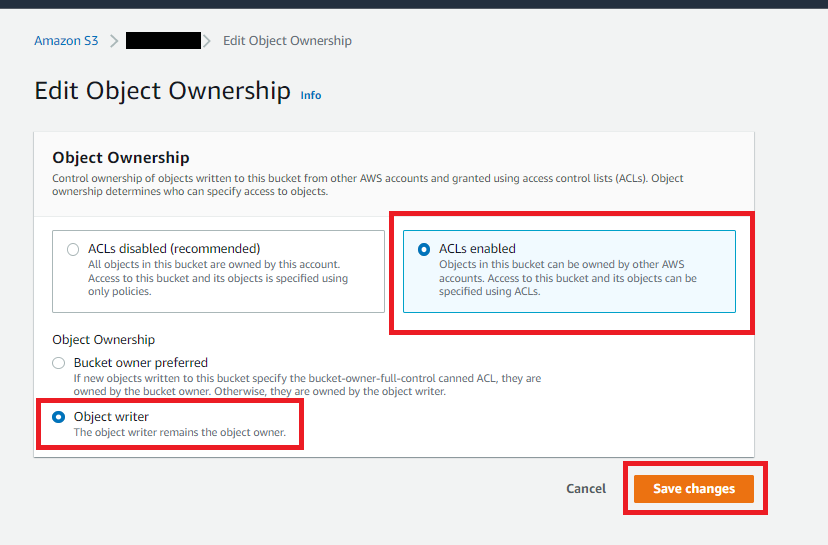 Amazon S3 > > Edit Object Ownership
Edit Object Ownership Info
Object Ownership
Control ownership of objects written to this bucket from other AWS accounts and granted using access control lists (ACLs). Object
ownership determines who can specify access to objects.
ACLs disabled (recommended)
All objects in this bucket are owned by this account.
Access to this bucket and its objects is specified using
only policies.
ACLs enabled
Objects in this bucket can be owned by other AWS
accounts. Access to this bucket and its objects can be
specified using ACLs.
Object Ownership
Bucket owner preferred
If new objects written to this bucket specify the bucket-owner-full-control canned ACL, they are
owned by the bucket owner. Otherwise, they are owned by the object writer.
Object writer
The object writer remains the object owner.
Cancel
Save changes